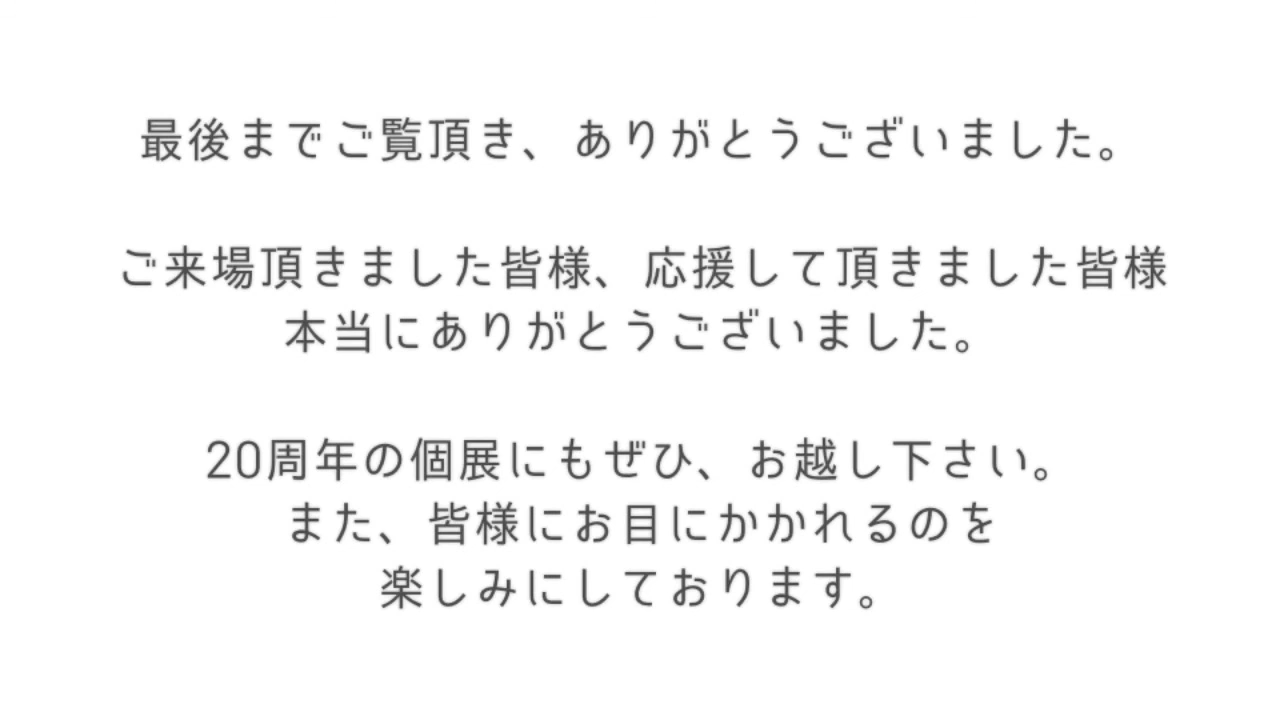 最後までご覧頂き、ありがとうございました。
ご来場頂きました皆様、応援して頂きました皆様
本当にありがとうございました。
20周年の個展にもぜひ、お越し下さい。
また、皆様にお目にかかれるのを
楽しみにしております。